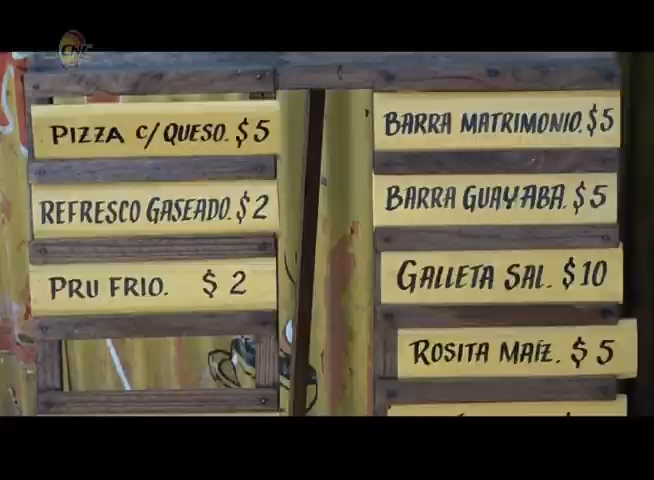 CNC
PIZZA C/ QUESO. $5
REFRESCO GASEADO. $2
PRU FRIO. $2
BARRA MATRIMONIO. $5
BARRA GUAYABA. $5
GALLETA SAL. $10
ROSITA MAÍZ. $5